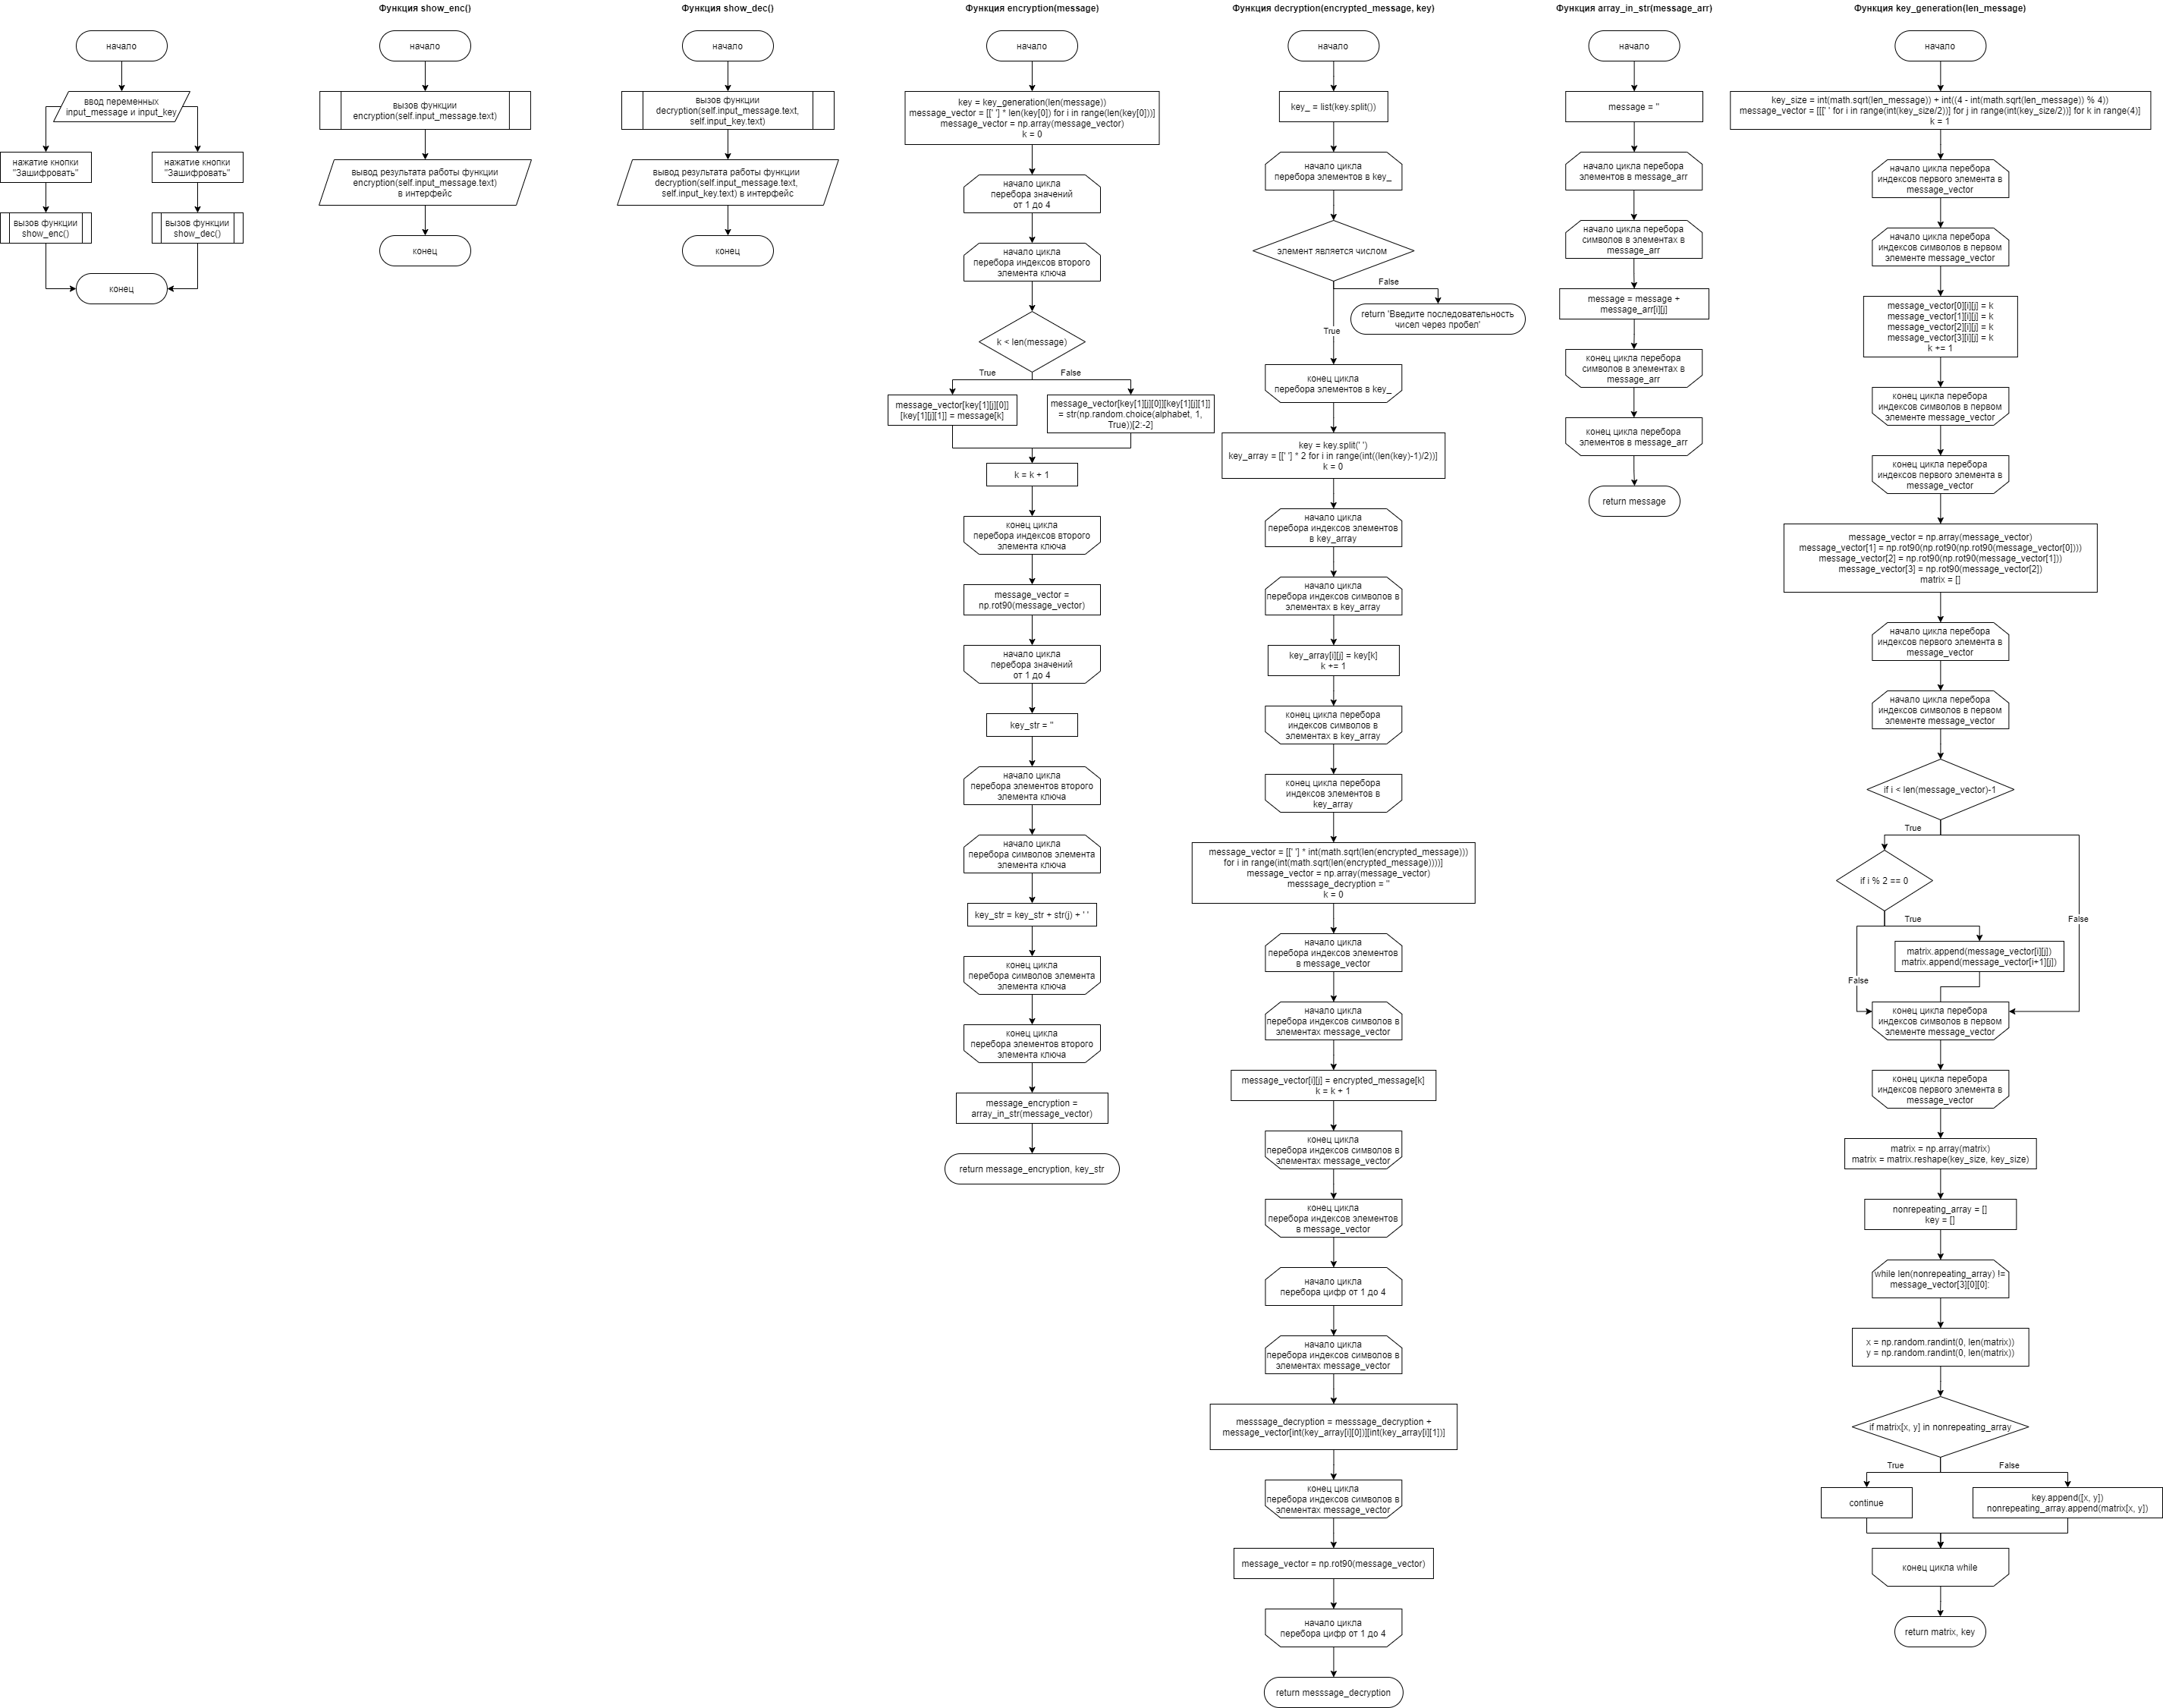 начало
ввод переменных
input_message и input_key
нажатие кнопки
"Зашифровать"
нажатие кнопки
"Зашифровать"
вызов функции
show_enc()
вызов функции
show_dec()
конец
Функция show_enc()
начало
вызов функции
encryption(self.input_message.text)
вывод результата работы функции
encryption(self.input_message.text)
в интерфейс
конец
Функция show_dec()
начало
вызов функции
decryption(self.input_message.text,
self.input_key.text)
вывод результата работы функции
decryption(self.input_message.text,
self.input_key.text) в интерфейс
конец
Функция encryption(message)
начало
key = key_generation(len(message))
message_vector = [[' '] * len(key[0]) for i in range(len(key[0]))]
message_vector = np.array(message_vector)
k = 0
начало цикла
перебора значений
от 1 до 4
начало цикла
перебора индексов второго
элемента ключа
k < len(message)
True
False
message_vector[key[1][j][0]]
[key[1][j][1]] = message[k]
message_vector[key[1][j][0]][key[1][j][1]]
= str(np.random.choice(alphabet, 1,
True))[2:-2]
k = k + 1
конец цикла
перебора индексов второго
элемента ключа
message_vector =
np.rot90(message_vector)
начало цикла
перебора значений
от 1 до 4
key_str = ''
начало цикла
перебора элементов второго
элемента ключа
начало цикла
перебора символов элемента
элемента ключа
key_str = key_str + str(j) + ' '
конец цикла
перебора символов элемента
элемента ключа
конец цикла
перебора элементов второго
элемента ключа
message_encryption =
array_in_str(message_vector)
return message_encryption, key_str
Функция decryption(encrypted_message, key)
начало
key_ = list(key.split())
начало цикла
перебора элементов в key_
элемент является числом
False
return 'Введите последовательность
чисел через пробел'
True
конец цикла
перебора элементов в key_
key = key.split(' ')
key_array = [[' '] * 2 for i in range(int((len(key)-1)/2))]
k = 0
начало цикла
перебора индексов элементов
в key_array
начало цикла
перебора индексов символов в
элементах в key_array
key_array[i][j] = key[k]
k += 1
конец цикла перебора
индексов символов в
элементах в key_array
конец цикла перебора
индексов элементов в
key_array
message_vector = [[' '] * int(math.sqrt(len(encrypted_message)))
for i in range(int(math.sqrt(len(encrypted_message))))]
message_vector = np.array(message_vector)
messsage_decryption = ''
k = 0
начало цикла
перебора индексов элементов
в message_vector
начало цикла
перебора индексов символов в
элементах message_vector
message_vector[i][j] = encrypted_message[k]
k = k + 1
конец цикла
перебора индексов символов в
элементах message_vector
конец цикла
перебора индексов элементов
в message_vector
начало цикла
перебора цифр от 1 до 4
начало цикла
перебора индексов символов в
элементах message_vector
messsage_decryption = messsage_decryption +
message_vector[int(key_array[i][0])][int(key_array[i][1])]
конец цикла
перебора индексов символов в
элементах message_vector
message_vector = np.rot90(message_vector)
начало цикла
перебора цифр от 1 до 4
return messsage_decryption
Функция array_in_str(message_arr)
начало
message = ''
начало цикла перебора
элементов в message_arr
начало цикла перебора
символов в элементах в
message_arr
message = message +
message_arr[i][j]
конец цикла перебора
символов в элементах в
message_arr
конец цикла перебора
элементов в message_arr
return message
Функция key_generation(len_message)
начало
key_size = int(math.sqrt(len_message)) + int((4 - int(math.sqrt(len_message)) % 4))
message_vector = [[[' ' for i in range(int(key_size/2))] for j in range(int(key_size/2))] for k in range(4)]
k = 1
начало цикла перебора
индексов первого элемента в
message_vector
начало цикла перебора
индексов символов в первом
элементе message_vector
message_vector[0][i][j] = k
message_vector[1][i][j] = k
message_vector[2][i][j] = k
message_vector[3][i][j] = k
k += 1
конец цикла перебора
индексов символов в первом
элементе message_vector
конец цикла перебора
индексов первого элемента в
message_vector
message_vector = np.array(message_vector)
message_vector[1] = np.rot90(np.rot90(np.rot90(message_vector[0])))
message_vector[2] = np.rot90(np.rot90(message_vector[1]))
message_vector[3] = np.rot90(message_vector[2])
matrix = []
начало цикла перебора
индексов первого элемента в
message_vector
начало цикла перебора
индексов символов в первом
элементе message_vector
if i < len(message_vector)-1
True
if i % 2 == 0
True
False
matrix.append(message_vector[i][j])
matrix.append(message_vector[i+1][j])
False
конец цикла перебора
индексов символов в первом
элементе message_vector
конец цикла перебора
индексов первого элемента в
message_vector
matrix = np.array(matrix)
matrix = matrix.reshape(key_size, key_size)
nonrepeating_array = []
key = []
while len(nonrepeating_array) !=
message_vector[3][0][0]:
x = np.random.randint(0, len(matrix))
y = np.random.randint(0, len(matrix))
if matrix[x, y] in nonrepeating_array
True
False
continue
key.append([x, y])
nonrepeating_array.append(matrix[x, y])
конец цикла while
return matrix, key